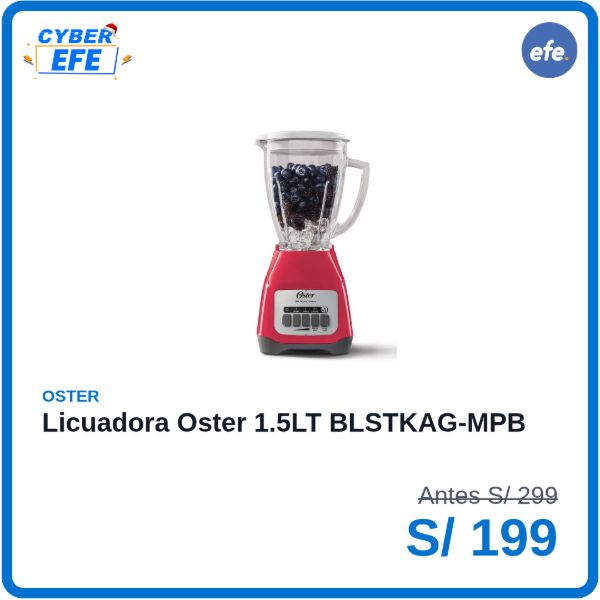 CYBER
EFE
efe.
Oster
OSTER
Licuadora Oster 1.5LT BLSTKAG-MPB
Antes S/ 299
S/ 199